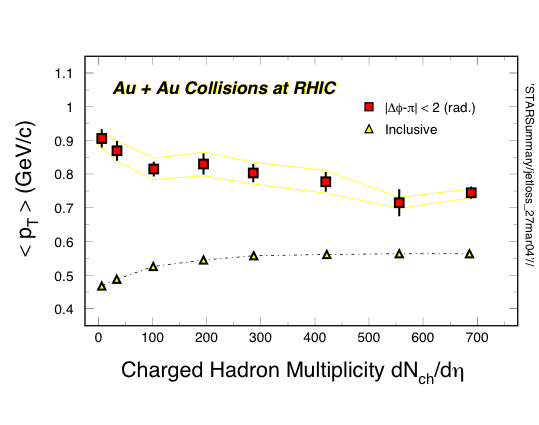 Au + Au Collisions at RHIC
|Δϕ-π| < 2 (rad.)
Inclusive
1.1
1
0.9
0.8
0.7
0.6
0.5
0.4
< pT > (GeV/c)
0 100 200 300 400 500 600 700
Charged Hadron Multiplicity dNch/dη
'STARSummary/jetloss_27mar04'//